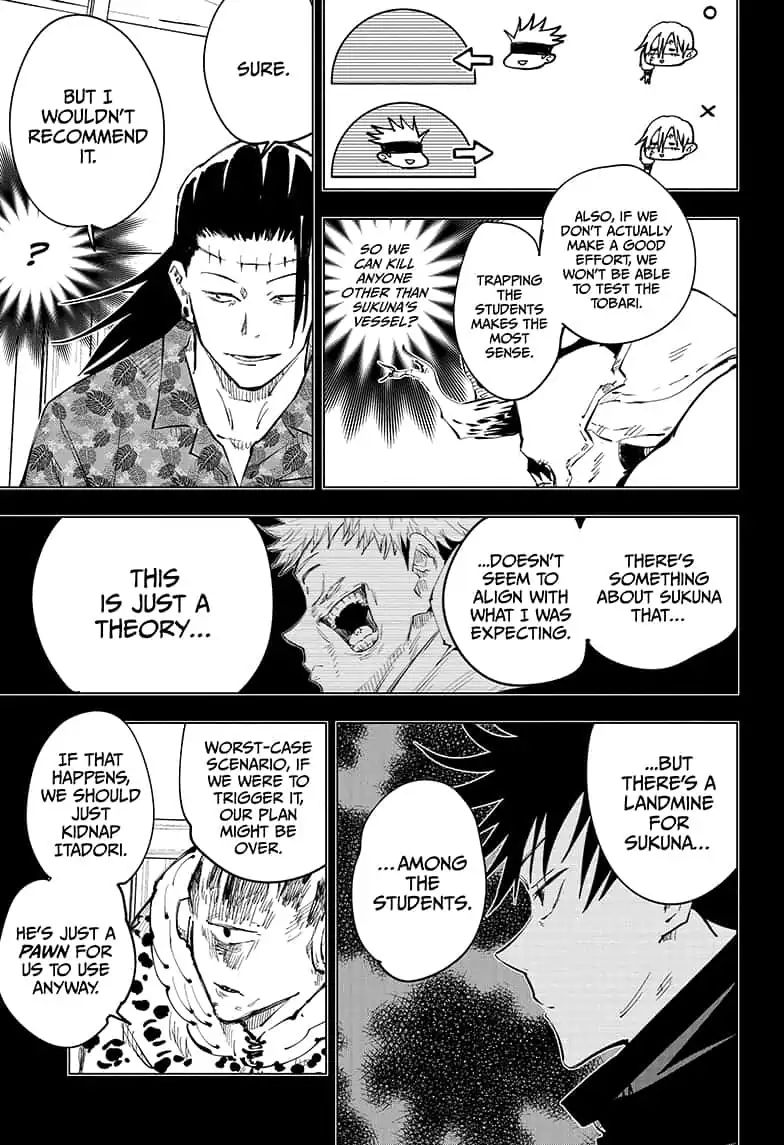 ALSO, IF WE
DON'T ACTUALLY
MAKE A GOOD
EFFORT, WE
WON'T BE ABLE
TO TEST THE
TOBARI.
TRAPPING
THE
STUDENTS
MAKES THE
MOST
SENSE.
SO WE
CAN KILL
ANYONE
OTHER THAN
SUKUNA'S
VESSEL?
SURE.
BUT I
WOULDN'T
RECOMMEND
IT.
?
THERE'S
SOMETHING
ABOUT SUKUNA
THAT...
...DOESN'T
SEEM TO
ALIGN WITH
WHAT I WAS
EXPECTING.
THIS
IS JUST A
THEORY...
...BUT
THERE'S A
LANDMINE
FOR
SUKUNA...
...AMONG
THE
STUDENTS.
WORST-CASE
SCENARIO, IF
WE WERE TO
TRIGGER IT,
OUR PLAN
MIGHT BE
OVER.
IF THAT
HAPPENS,
WE SHOULD
JUST
KIDNAP
ITADORI.
HE'S JUST A
PAWN FOR
US TO USE
ANYWAY.